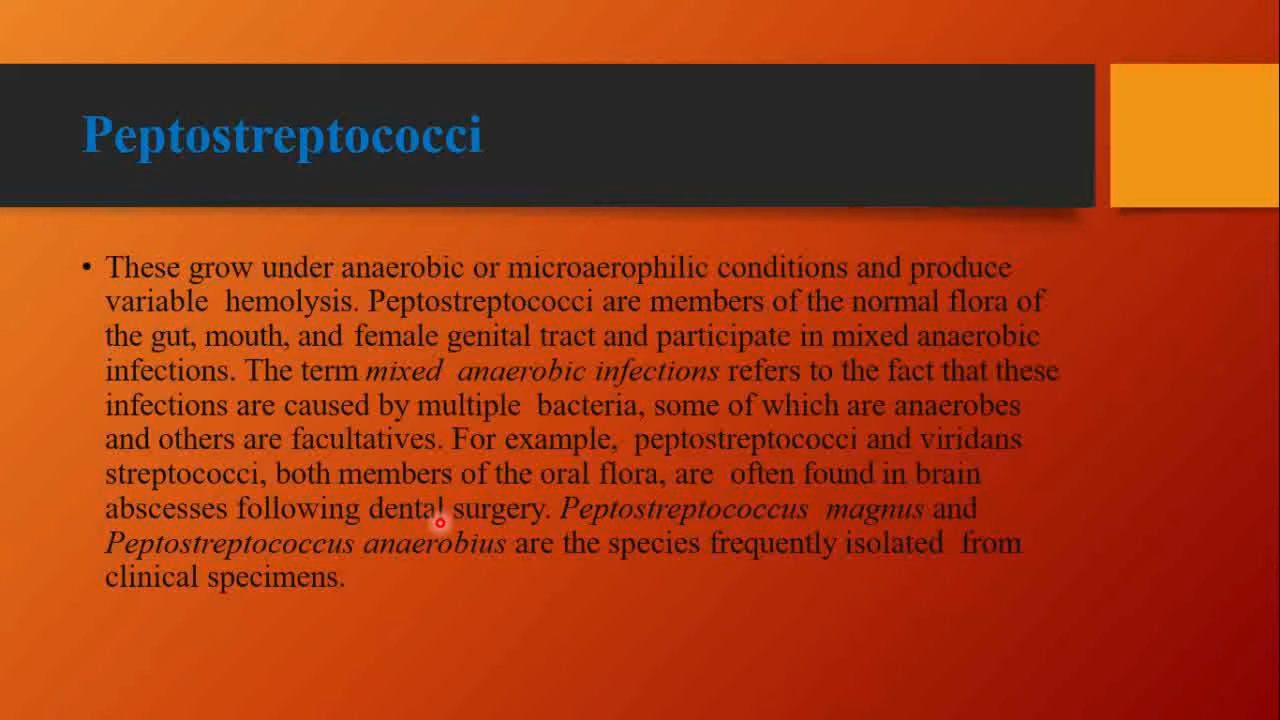 Peptostreptococci
• These grow under anaerobic or microaerophilic conditions and produce
variable hemolysis. Peptostreptococci are members of the normal flora of
the gut, mouth, and female genital tract and participate in mixed anaerobic
infections. The term mixed anaerobic infections refers to the fact that these
infections are caused by multiple bacteria, some of which are anaerobes
and others are facultatives. For example, peptostreptococci and viridans
streptococci, both members of the oral flora, are often found in brain
abscesses following dental surgery. Peptostreptococcus magnus and
Peptostreptococcus anaerobius are the species frequently isolated from
clinical specimens.